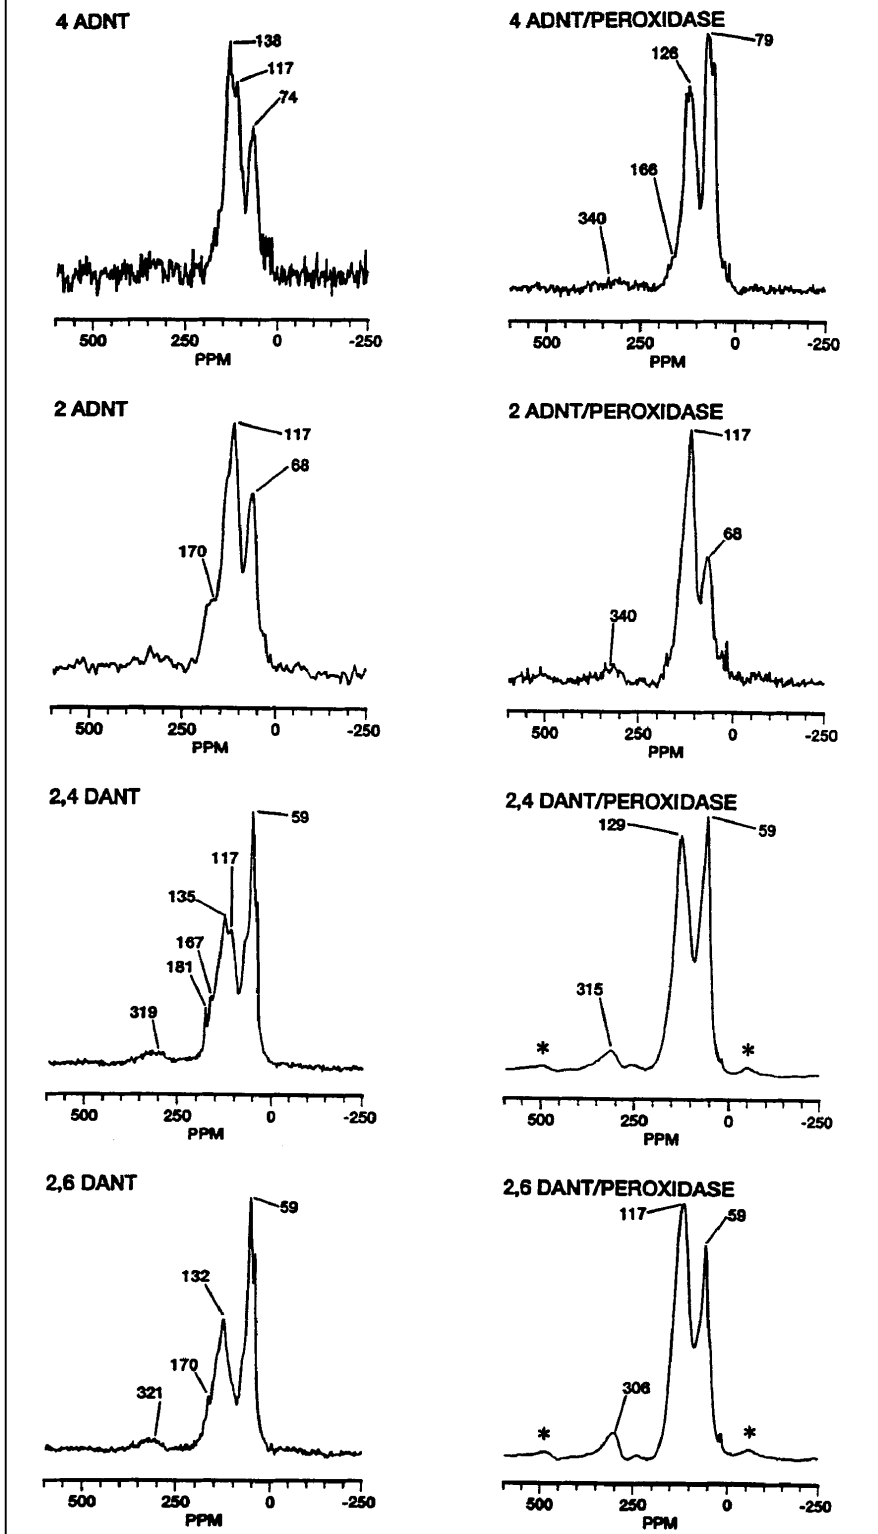 4 ADNT
138
117
74
500 250 0 -250
PPM
4 ADNT/PEROXIDASE
126
79
166
340
500 250 0 -250
PPM
2 ADNT
117
68
170
500 250 0 -250
PPM
2 ADNT/PEROXIDASE
117
68
340
500 250 0 -250
PPM
2,4 DANT
59
117
135
167
181
319
500 250 0 -250
PPM
2,4 DANT/PEROXIDASE
129
59
315
* *
500 250 0 -250
PPM
2,6 DANT
59
132
170
321
500 250 0 -250
PPM
2,6 DANT/PEROXIDASE
117
59
306
* *
500 250 0 -250
PPM